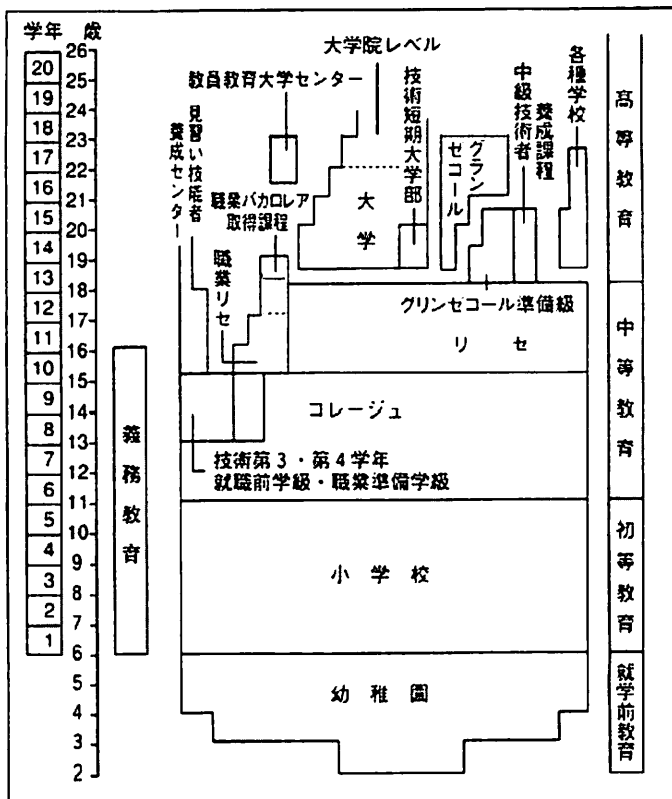 学年 歳
26
25
24
23
22
21
20
19
18
17
16
15
14
13
12
11
10
9
8
7
6
5
4
3
2
20
19
18
17
16
15
14
13
12
11
10
9
8
7
6
5
4
3
2
1
義務教育
大学院レベル
教員教育大学センター
見習い技能者
養成センター
職業バカロレア
取得課程
職業リセ
大学
技術短期大学部
グラン
ゼコール
中級技術者
養成課程
各種学校
グリンゼコール準備級
リセ
コレージュ
技術第3・第4学年
就職前学級・職業準備学級
小学校
幼稚園
高等教育
中等教育
初等教育
就学前教育